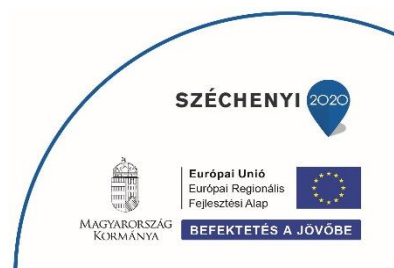 SZÉCHENYI 2020
Európai Unió
Európai Regionális
Fejlesztési Alap
MAGYARORSZÁG
KORMÁNYA
BEFEKTETÉS A JÖVŐBE